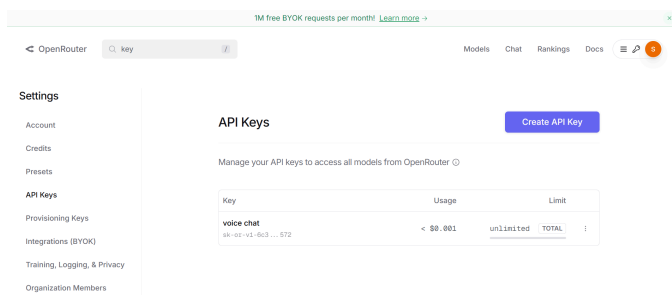 1M free BYOK requests per month! Learn more →
OpenRouter
key
/
Models Chat Rankings Docs
S
Settings
Account
Credits
Presets
API Keys
Provisioning Keys
Integrations (BYOK)
Training, Logging, & Privacy
Organization Members
API Keys
Create API Key
Manage your API keys to access all models from OpenRouter
Key Usage Limit
voice chat
sk-or-v1-6c3...572
< $0.001 unlimited TOTAL